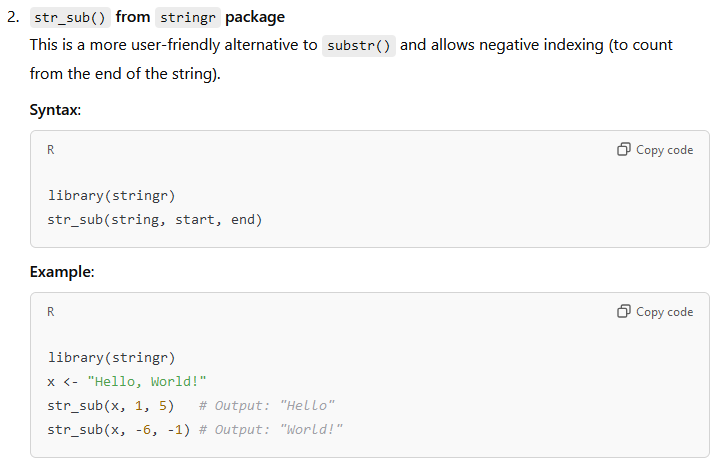 2. str_sub() from stringr package
This is a more user-friendly alternative to substr() and allows negative indexing (to count
from the end of the string).
Syntax:
R
Copy code
library(stringr)
str_sub(string, start, end)
Example:
R
Copy code
library(stringr)
x <- "Hello, World!"
str_sub(x, 1, 5)   # Output: "Hello"
str_sub(x, -6, -1) # Output: "World!"